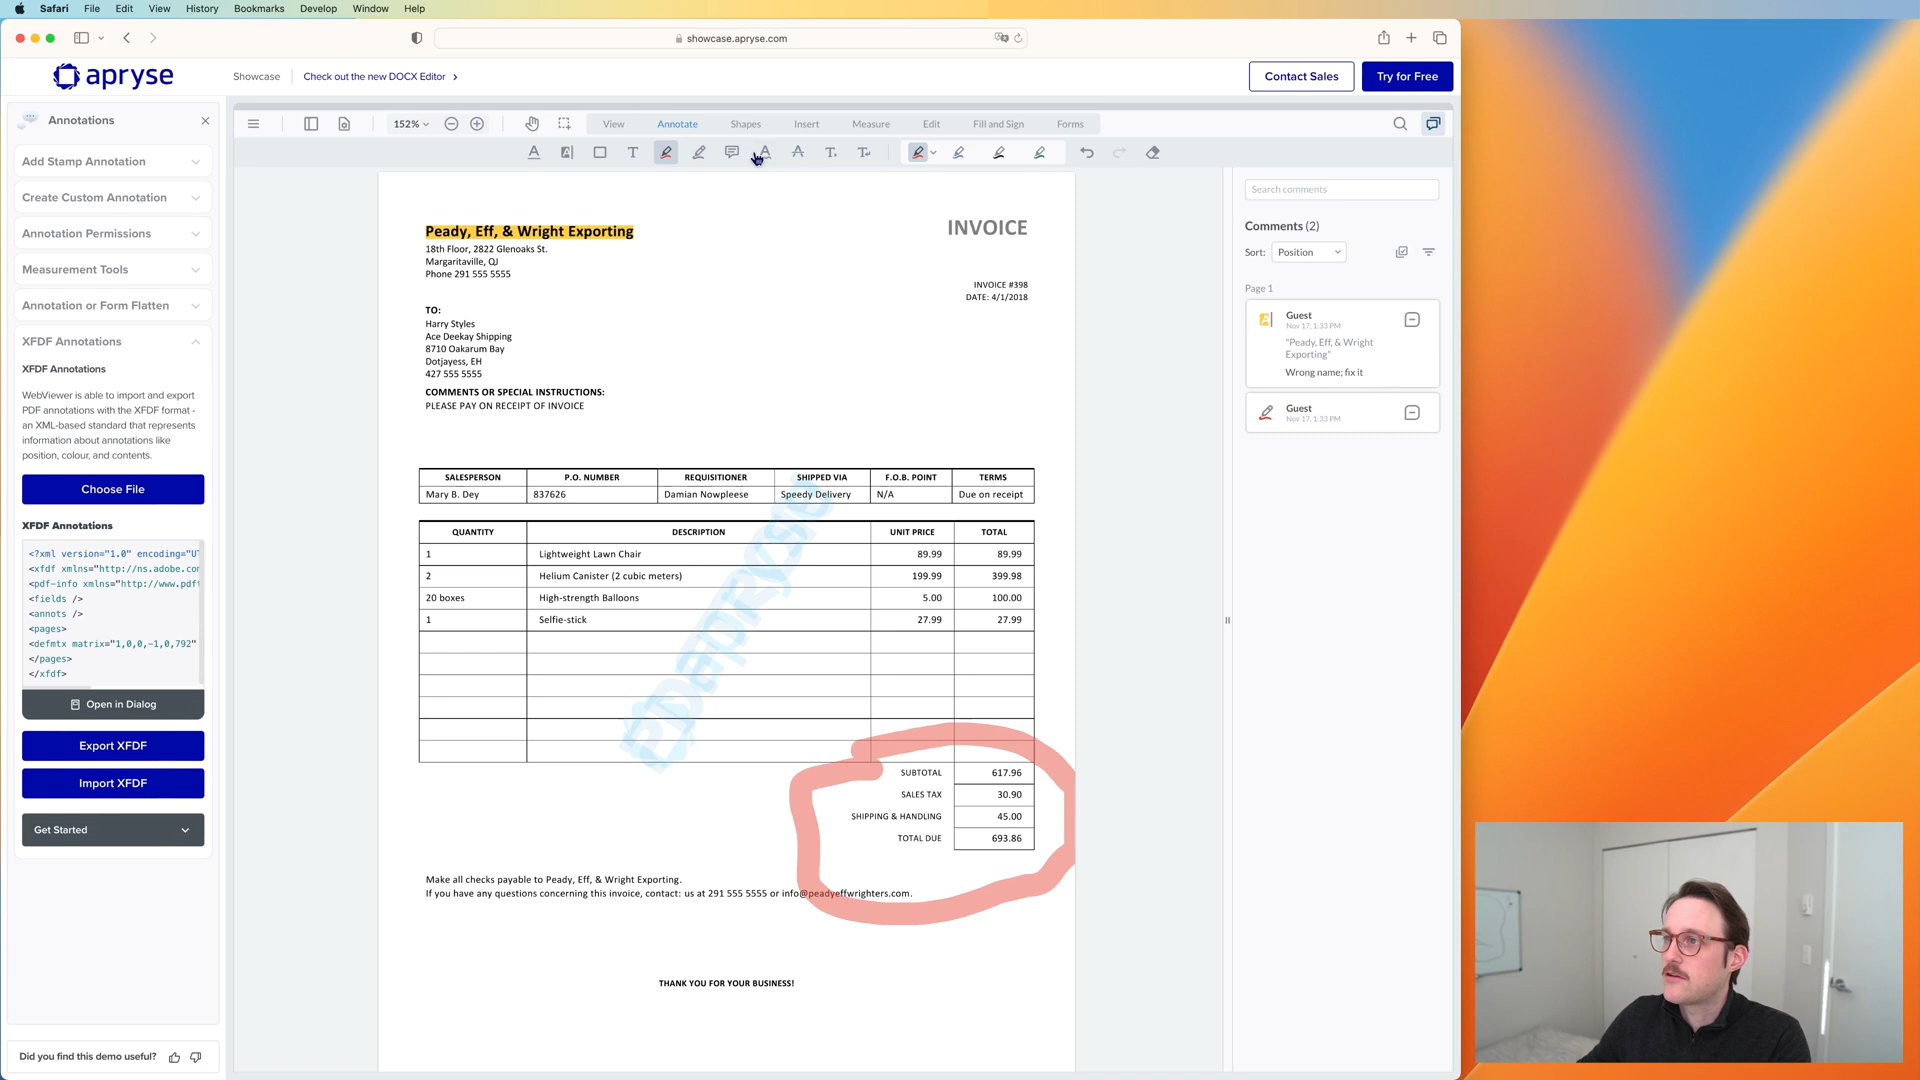 Safari File Edit View History Bookmarks Develop Window Help
showcase.apryse.com
apryse
Showcase
Check out the new DOCX Editor
Contact Sales
Try for Free
Annotations
Add Stamp Annotation
Create Custom Annotation
Annotation Permissions
Measurement Tools
Annotation or Form Flatten
XFDF Annotations
XFDF Annotations
WebViewer is able to import and export
PDF annotations with the XFDF format -
an XML-based standard that represents
information about annotations like
position, colour, and contents.
Choose File
XFDF Annotations
<?xml version="1.0" encoding="UT
<xfdf xmlns="http://ns.adobe.com
<pdf-info xmlns="http://www.pdft
<fields />
<annots />
<pages>
<defmtx matrix="1,0,0,-1,0,792"
</pages>
</xfdf>
Open in Dialog
Export XFDF
Import XFDF
Get Started
Did you find this demo useful?
152%
View Annotate Shapes Insert Measure Edit Fill and Sign Forms
Peady, Eff, & Wright Exporting
18th Floor, 2822 Glenoaks St.
Margaritaville, QJ
Phone 291 555 5555
INVOICE
INVOICE #398
DATE: 4/1/2018
TO:
Harry Styles
Ace Deekay Shipping
8710 Oakarum Bay
Dotjayess, EH
427 555 5555
COMMENTS OR SPECIAL INSTRUCTIONS:
PLEASE PAY ON RECEIPT OF INVOICE
SALESPERSON P.O. NUMBER REQUISITIONER SHIPPED VIA F.O.B. POINT TERMS
Mary B. Dey 837626 Damian Nowpleese Speedy Delivery N/A Due on receipt
QUANTITY DESCRIPTION UNIT PRICE TOTAL
1 Lightweight Lawn Chair 89.99 89.99
2 Helium Canister (2 cubic meters) 199.99 399.98
20 boxes High-strength Balloons 5.00 100.00
1 Selfie-stick 27.99 27.99
SUBTOTAL 617.96
SALES TAX 30.90
SHIPPING & HANDLING 45.00
TOTAL DUE 693.86
Make all checks payable to Peady, Eff, & Wright Exporting.
If you have any questions concerning this invoice, contact: us at 291 555 5555 or info@peadyeffwrighters.com.
THANK YOU FOR YOUR BUSINESS!
Search comments
Comments (2)
Sort: Position
Page 1
Guest
Nov 17, 1:33 PM
"Peady, Eff, & Wright
Exporting"
Wrong name; fix it
Guest
Nov 17, 1:33 PM